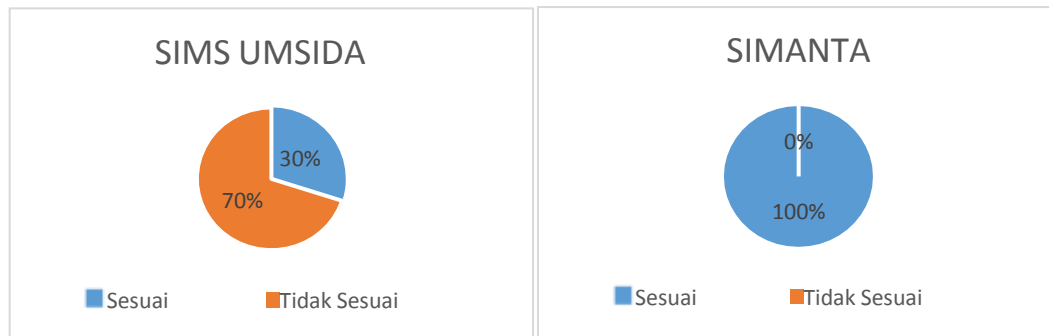 SIMS UMSIDA
30%
70%
Sesuai
Tidak Sesuai
SIMANTA
0%
100%
Sesuai
Tidak Sesuai